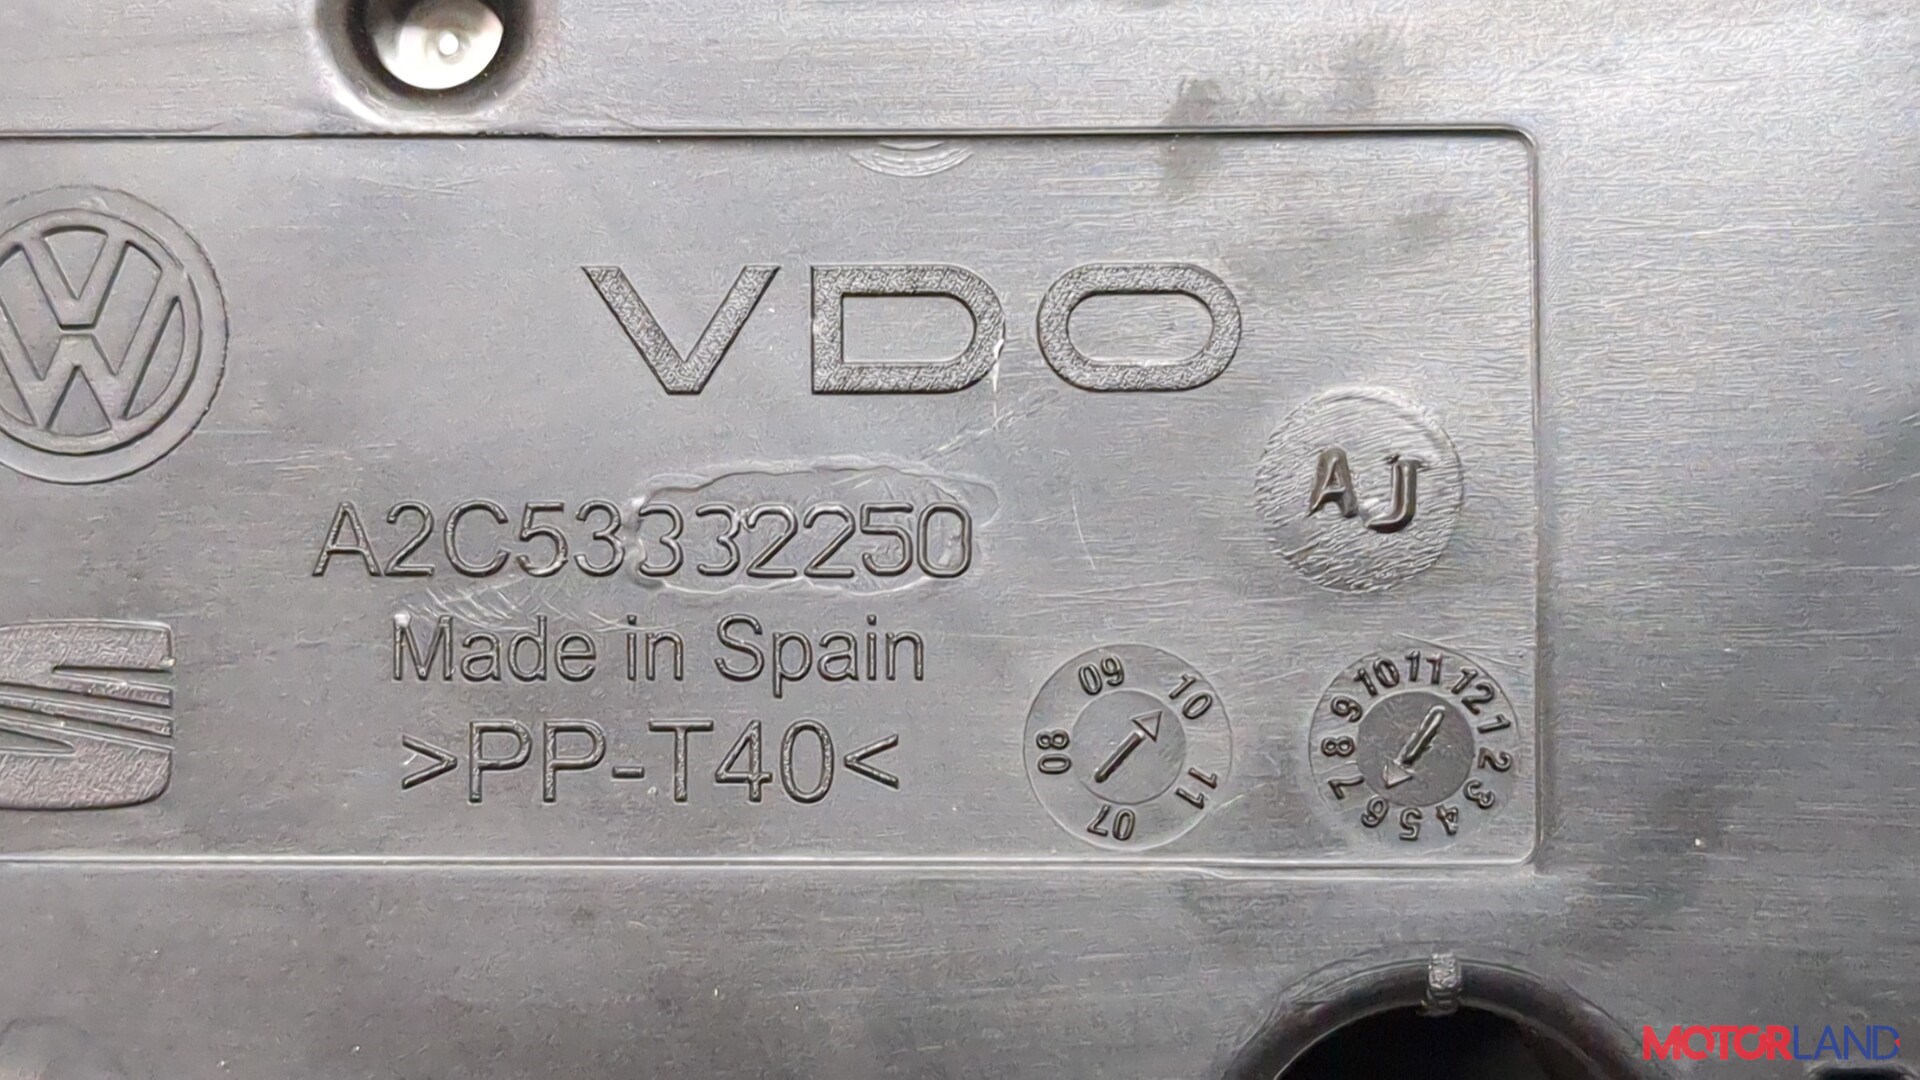 VW
VDO
AJ
A2C53332250
Made in Spain
>PP-T40<
07 08 09 10 11
1 2 3 4 5 6 7 8 9 10 11 12
MOTORLAND